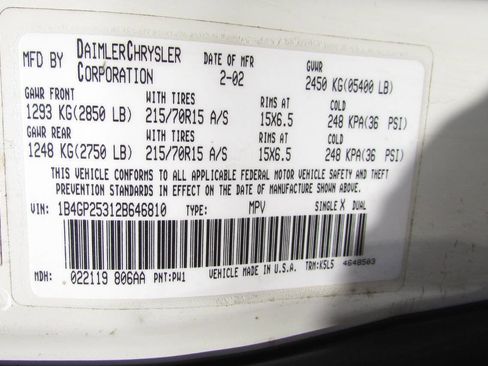 MFD BY DAIMLERCHRYSLER CORPORATION DATE OF MFR 2-02 GVWR 2450 KG(05400 LB)
GAWR FRONT WITH TIRES RIMS AT COLD
1293 KG(2850 LB) 215/70R15 A/S 15X6.5 248 KPA(36 PSI)
GAWR REAR WITH TIRES RIMS AT COLD
1248 KG(2750 LB) 215/70R15 A/S 15X6.5 248 KPA(36 PSI)
THIS VEHICLE CONFORMS TO ALL APPLICABLE FEDERAL MOTOR VEHICLE SAFETY, BUMPER, AND THEFT
PREVENTION STANDARDS IN EFFECT ON THE DATE OF MANUFACTURE SHOWN ABOVE.
VIN: 1B4GP25312B646810 TYPE: MPV SINGLE X DUAL
MDH: 022119 806AA PNT:PW1 VEHICLE MADE IN U.S.A. TRM:K5L5 4648503